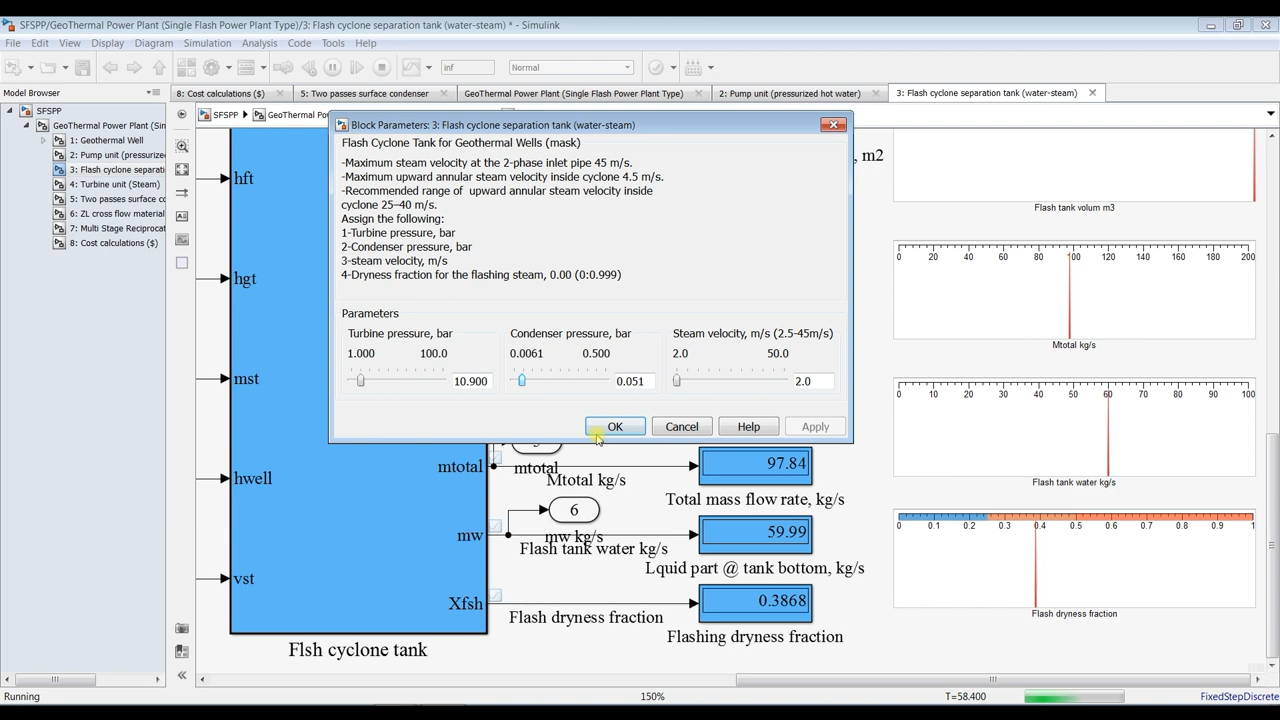 SFSPP/GeoThermal Power Plant (Single Flash Power Plant Type)/3: Flash cyclone separation tank (water-steam) * - Simulink
File Edit View Display Diagram Simulation Analysis Code Tools Help
inf Normal
Model Browser
8: Cost calculations ($) 5: Two passes surface condenser GeoThermal Power Plant (Single Flash Power Plant Type) 2: Pump unit (pressurized hot water) 3: Flash cyclone separation tank (water-steam)
SFSPP
GeoThermal Power Plant (Sin
1: Geothermal Well
2: Pump unit (pressurize
3: Flash cyclone separati
4: Turbine unit (Steam)
5: Two passes surface co
6: ZL cross flow material
7: Multi Stage Reciprocat
8: Cost calculations ($)
SFSPP GeoThermal Po
Block Parameters: 3: Flash cyclone separation tank (water-steam)
Flash Cyclone Tank for Geothermal Wells (mask)
-Maximum steam velocity at the 2-phase inlet pipe 45 m/s.
-Maximum upward annular steam velocity inside cyclone 4.5 m/s.
-Recommended range of upward annular steam velocity inside
cyclone 25–40 m/s.
Assign the following:
1-Turbine pressure, bar
2-Condenser pressure, bar
3-steam velocity, m/s
4-Dryness fraction for the flashing steam, 0.00 (0:0.999)
Parameters
Turbine pressure, bar Condenser pressure, bar Steam velocity, m/s (2.5-45m/s)
1.000 100.0 0.0061 0.500 2.0 50.0
10.900 0.051 2.0
OK Cancel Help Apply
hft
hgt
mst
hwell
vst
mtotal
mw
Xfsh
Flsh cyclone tank
, m2
mtotal
Mtotal kg/s
97.84
Total mass flow rate, kg/s
6
mw kg/s
Flash tank water kg/s
59.99
Lquid part @ tank bottom, kg/s
Flash dryness fraction
0.3868
Flashing dryness fraction
Flash tank volum m3
0 20 40 60 80 100 120 140 160 180 200
Mtotal kg/s
0 10 20 30 40 50 60 70 80 90 100
Flash tank water kg/s
0 0.1 0.2 0.3 0.4 0.5 0.6 0.7 0.8 0.9 1
Flash dryness fraction
Running 150% T=58.400 FixedStepDiscrete